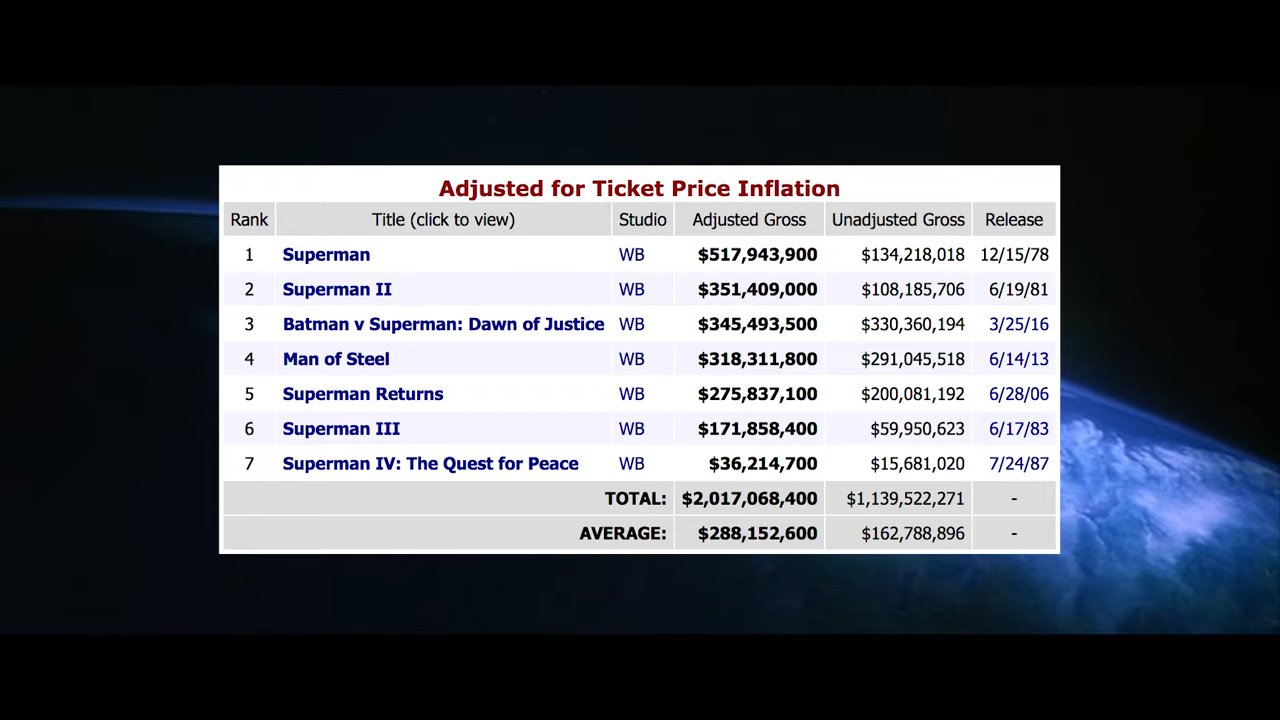 Adjusted for Ticket Price Inflation
Rank Title (click to view) Studio Adjusted Gross Unadjusted Gross Release
1 Superman WB $517,943,900 $134,218,018 12/15/78
2 Superman II WB $351,409,000 $108,185,706 6/19/81
3 Batman v Superman: Dawn of Justice WB $345,493,500 $330,360,194 3/25/16
4 Man of Steel WB $318,311,800 $291,045,518 6/14/13
5 Superman Returns WB $275,837,100 $200,081,192 6/28/06
6 Superman III WB $171,858,400 $59,950,623 6/17/83
7 Superman IV: The Quest for Peace WB $36,214,700 $15,681,020 7/24/87
TOTAL: $2,017,068,400 $1,139,522,271 -
AVERAGE: $288,152,600 $162,788,896 -